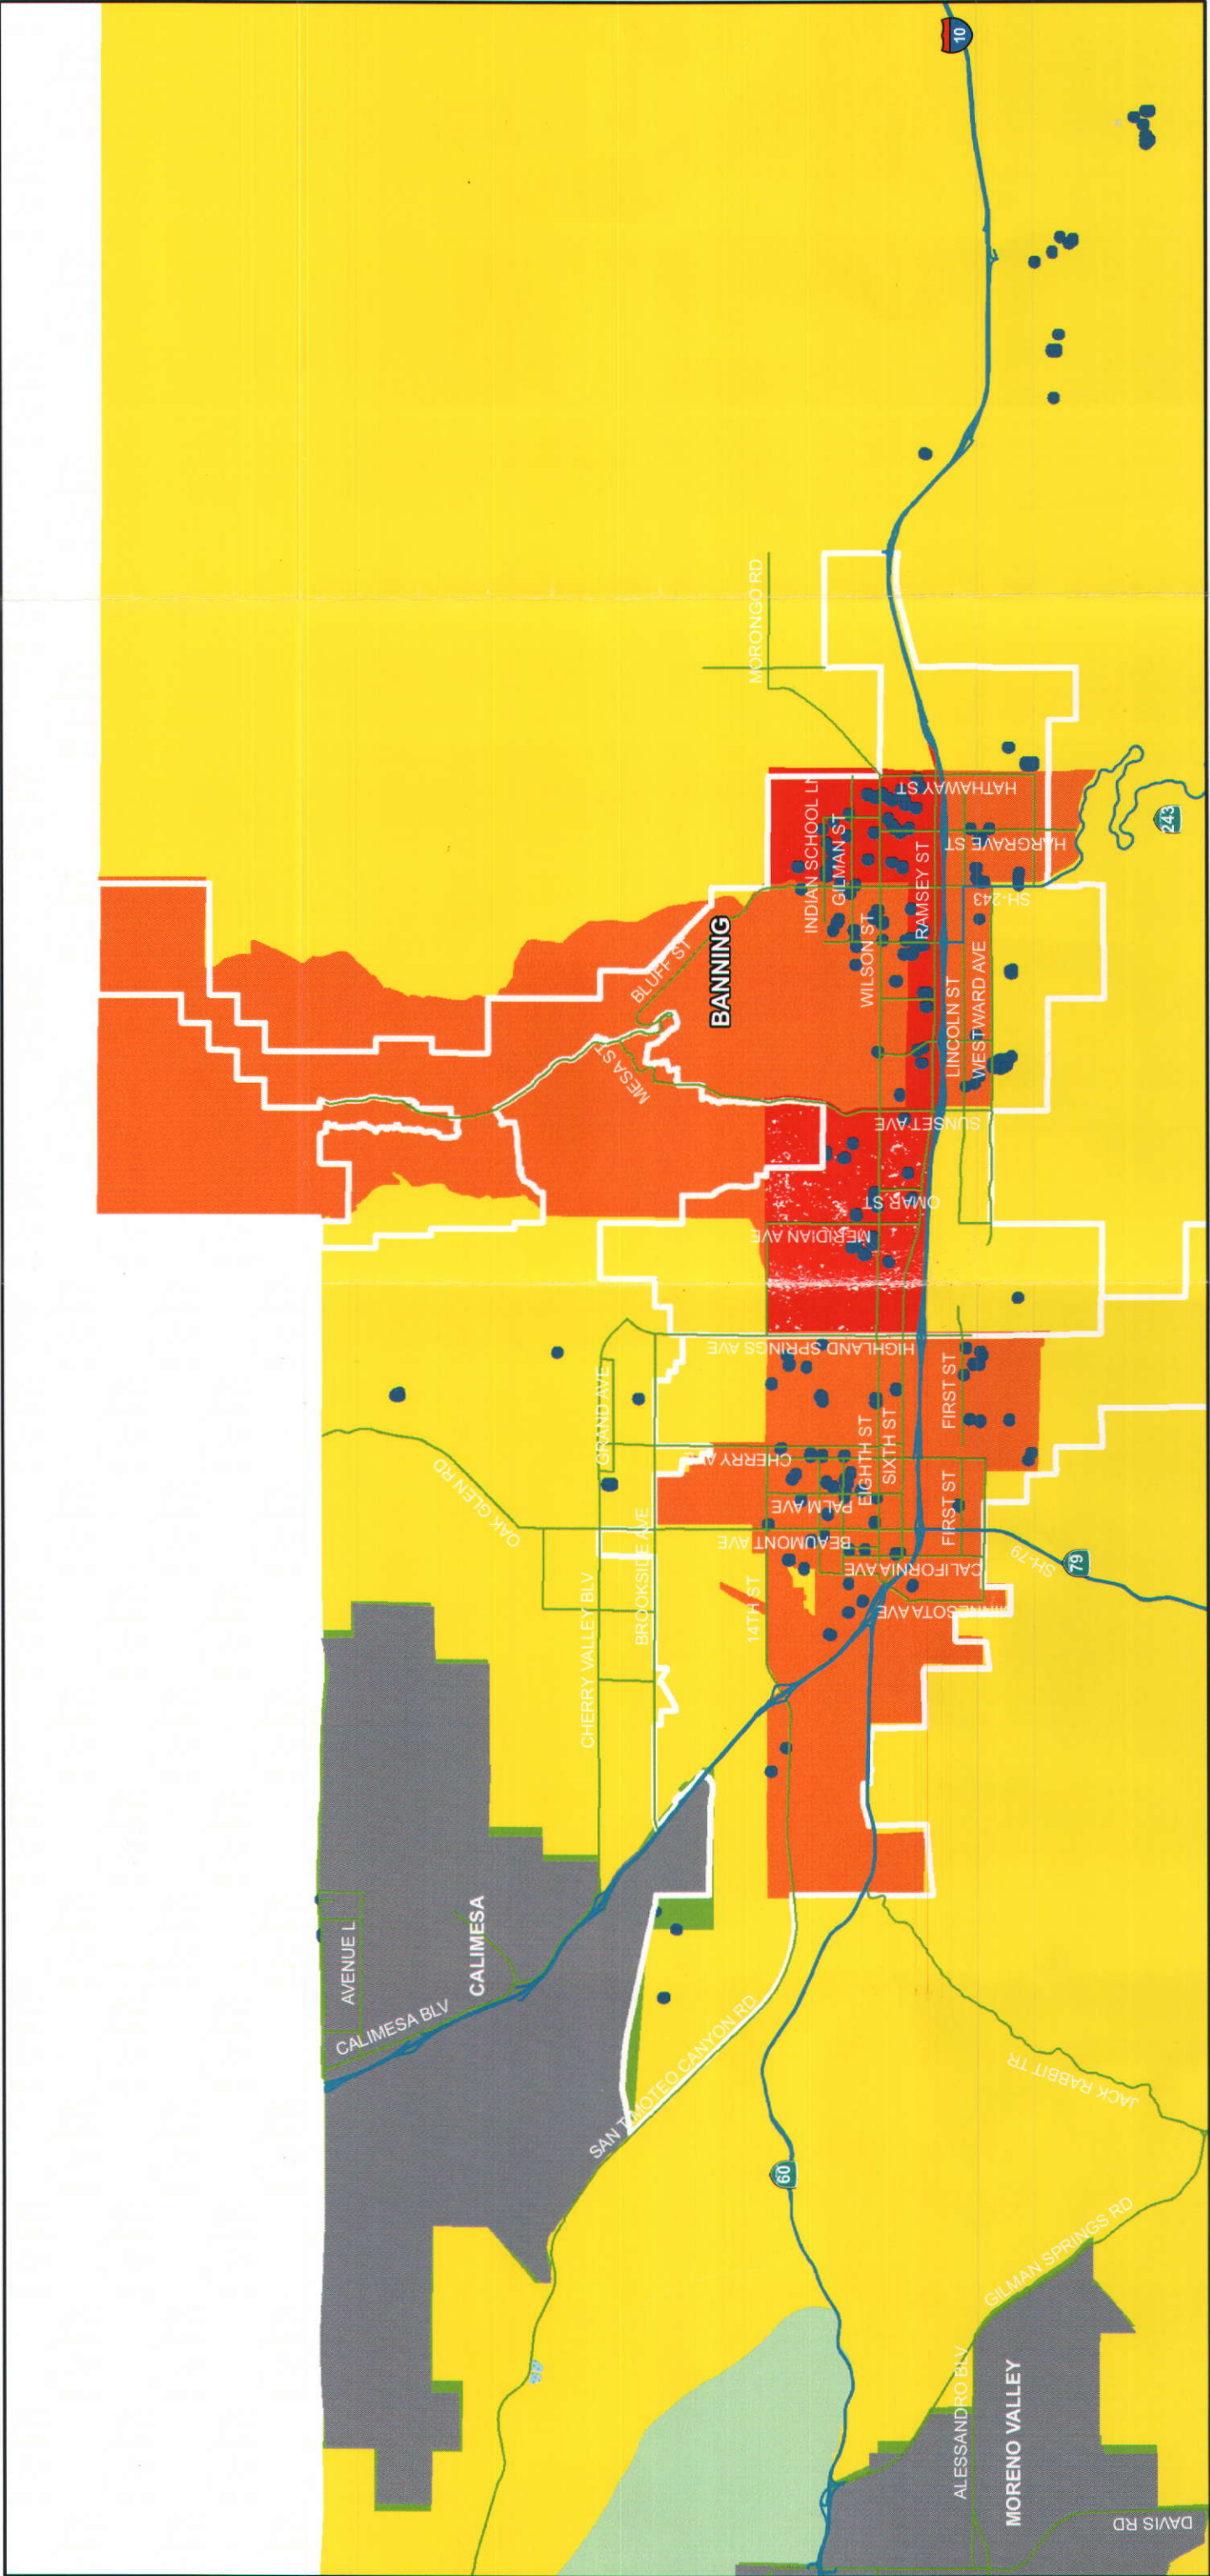 10
MORONGO RD
INDIAN SCHOOL LN
GILMAN ST
HATHAWAY ST
HARGRAVE ST
243
RAMSEY ST
SH-243
WILSON ST
BANNING
BLUFF ST
MESA ST
LINCOLN ST
WESTWARD AVE
SUNSET AVE
OMAR ST
MERIDIAN AVE
HIGHLAND SPRINGS AVE
GRAND AVE
CHERRY
EIGHTH ST
SIXTH ST
FIRST ST
OAK GLEN RD
PALM AVE
FIRST ST
BEAUMONT AVE
BROOKSIDE AVE
CALIFORNIA AVE
SH-79
79
CHERRY VALLEY BLV
14TH ST
MINNESOTA AVE
AVENUE L
CALIMESA
CALIMESA BLV
SAN TIMOTEO CANYON RD
JACK RABBIT TR
60
GILMAN SPRINGS RD
ALESSANDRO BLV
MORENO VALLEY
DAVIS RD